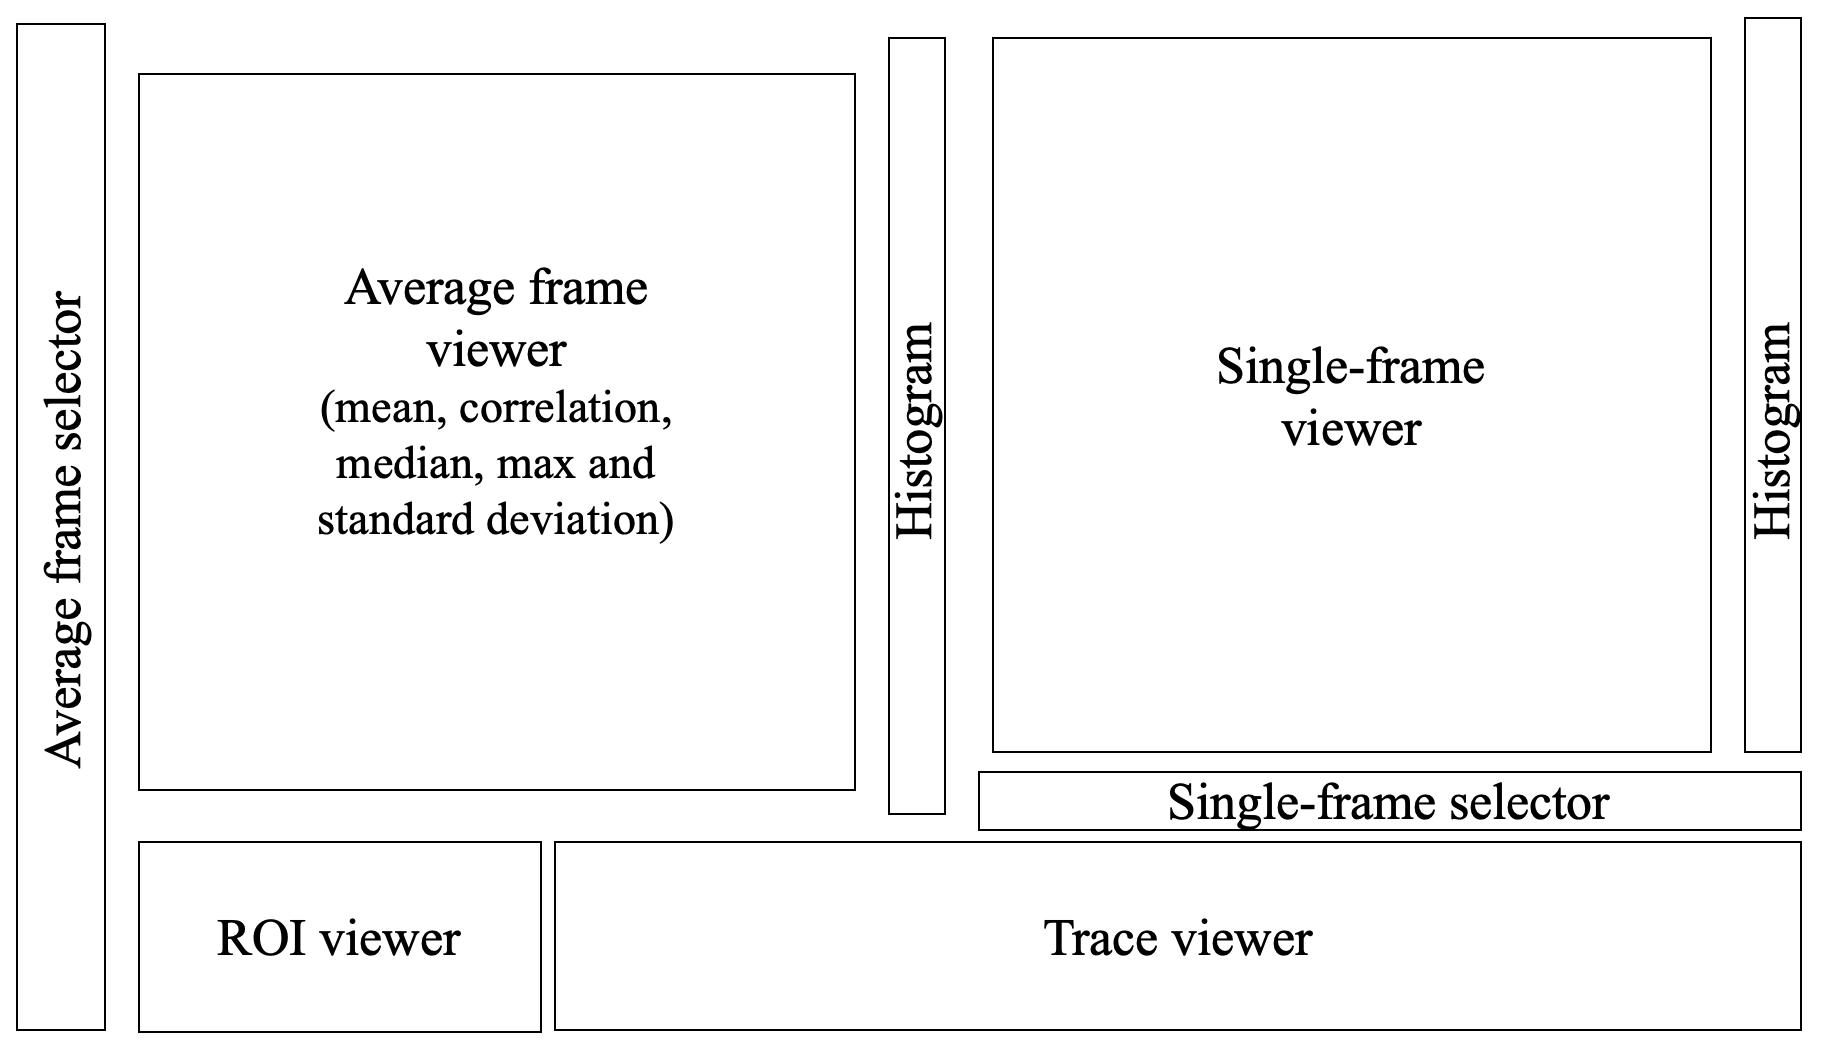 Average frame selector
Average frame
viewer
(mean, correlation,
median, max and
standard deviation)
Histogram
Single-frame
viewer
Histogram
Single-frame selector
ROI viewer
Trace viewer